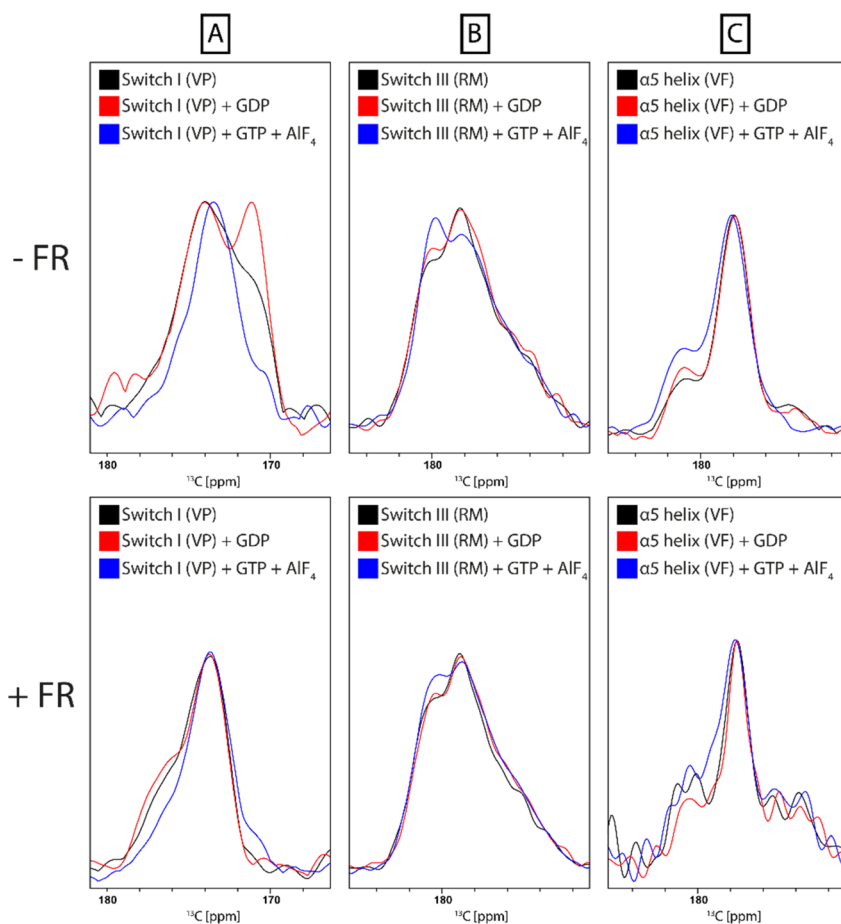 A
B
C
- FR
Switch I (VP)
Switch I (VP) + GDP
Switch I (VP) + GTP + AlF4
180
170
13C [ppm]
Switch III (RM)
Switch III (RM) + GDP
Switch III (RM) + GTP + AlF4
180
13C [ppm]
α5 helix (VF)
α5 helix (VF) + GDP
α5 helix (VF) + GTP + AlF4
180
13C [ppm]
+ FR
Switch I (VP)
Switch I (VP) + GDP
Switch I (VP) + GTP + AlF4
180
170
13C [ppm]
Switch III (RM)
Switch III (RM) + GDP
Switch III (RM) + GTP + AlF4
180
13C [ppm]
α5 helix (VF)
α5 helix (VF) + GDP
α5 helix (VF) + GTP + AlF4
180
13C [ppm]